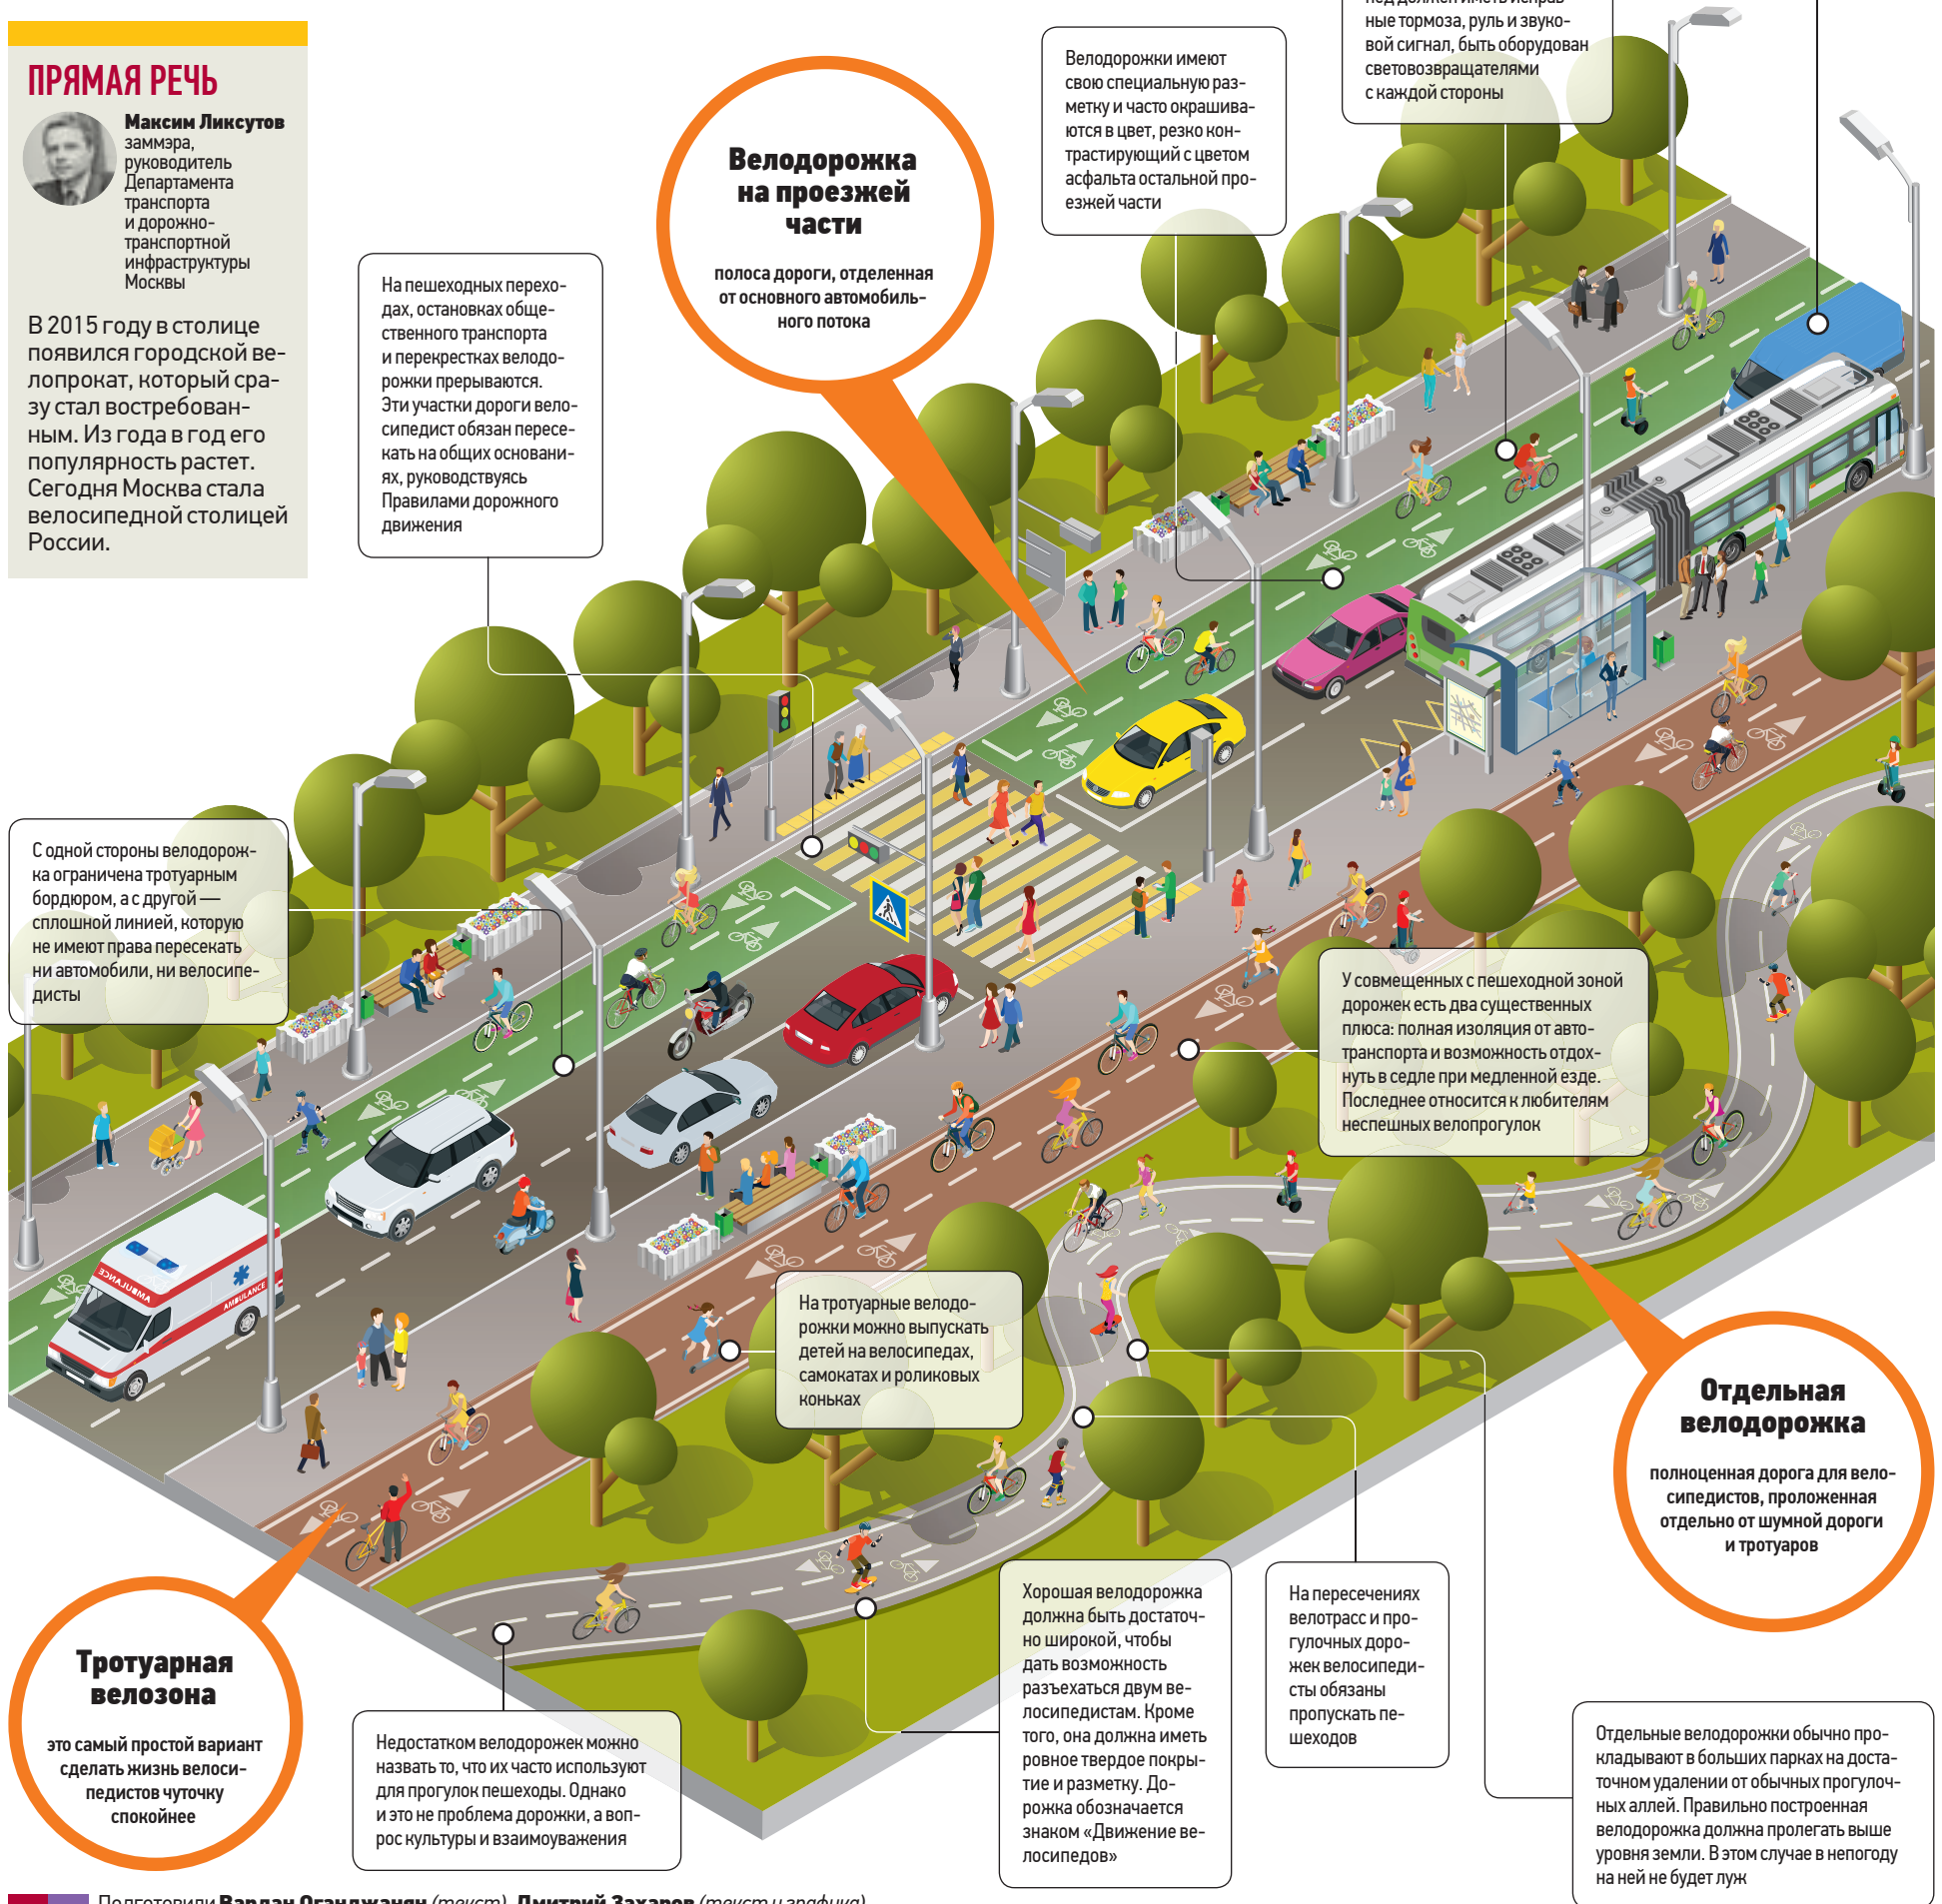 ПРЯМАЯ РЕЧЬ
Максим Ликсутов
заммэра,
руководитель
Департамента
транспорта
и дорожно-
транспортной
инфраструктуры
Москвы
В 2015 году в столице
появился городской ве-
лопрокат, который сра-
зу стал востребован-
ным. Из года в год его
популярность растет.
Сегодня Москва стала
велосипедной столицей
России.
На пешеходных перехо-
дах, остановках обще-
ственного транспорта
и перекрестках велодо-
рожки прерываются.
Эти участки дороги вело-
сипедист обязан пересе-
кать на общих основани-
ях, руководствуясь
Правилами дорожного
движения
Велодорожка
на проезжей
части
полоса дороги, отделенная
от основного автомобиль-
ного потока
Велодорожки имеют
свою специальную раз-
метку и часто окрашива-
ются в цвет, резко кон-
трастирующий с цветом
асфальта остальной про-
езжей части
пед должен иметь исправ-
ные тормоза, руль и звуко-
вой сигнал, быть оборудован
световозвращателями
с каждой стороны
С одной стороны велодорож-
ка ограничена тротуарным
бордюром, а с другой —
сплошной линией, которую
не имеют права пересекать
ни автомобили, ни велосипе-
дисты
У совмещенных с пешеходной зоной
дорожек есть два существенных
плюса: полная изоляция от авто-
транспорта и возможность отдох-
нуть в седле при медленной езде.
Последнее относится к любителям
неспешных велопрогулок
AMBULANCE
AMBULANCE
На тротуарные велодо-
рожки можно выпускать
детей на велосипедах,
самокатах и роликовых
коньках
Отдельная
велодорожка
полноценная дорога для вело-
сипедистов, проложенная
отдельно от шумной дороги
и тротуаров
Тротуарная
велозона
это самый простой вариант
сделать жизнь велоси-
педистов чуточку
спокойнее
Недостатком велодорожек можно
назвать то, что их часто используют
для прогулок пешеходы. Однако
и это не проблема дорожки, а воп-
рос культуры и взаимоуважения
Хорошая велодорожка
должна быть достаточ-
но широкой, чтобы
дать возможность
разъехаться двум ве-
лосипедистам. Кроме
того, она должна иметь
ровное твердое покры-
тие и разметку. До-
рожка обозначается
знаком «Движение ве-
лосипедов»
На пересечениях
велотрасс и про-
гулочных доро-
жек велосипеди-
сты обязаны
пропускать пе-
шеходов
Отдельные велодорожки обычно про-
кладывают в больших парках на доста-
точном удалении от обычных прогулоч-
ных аллей. Правильно построенная
велодорожка должна пролегать выше
уровня земли. В этом случае в непогоду
на ней не будет луж
Подготовили Вардан Оганджанян (текст), Дмитрий Захаров (текст и графика)